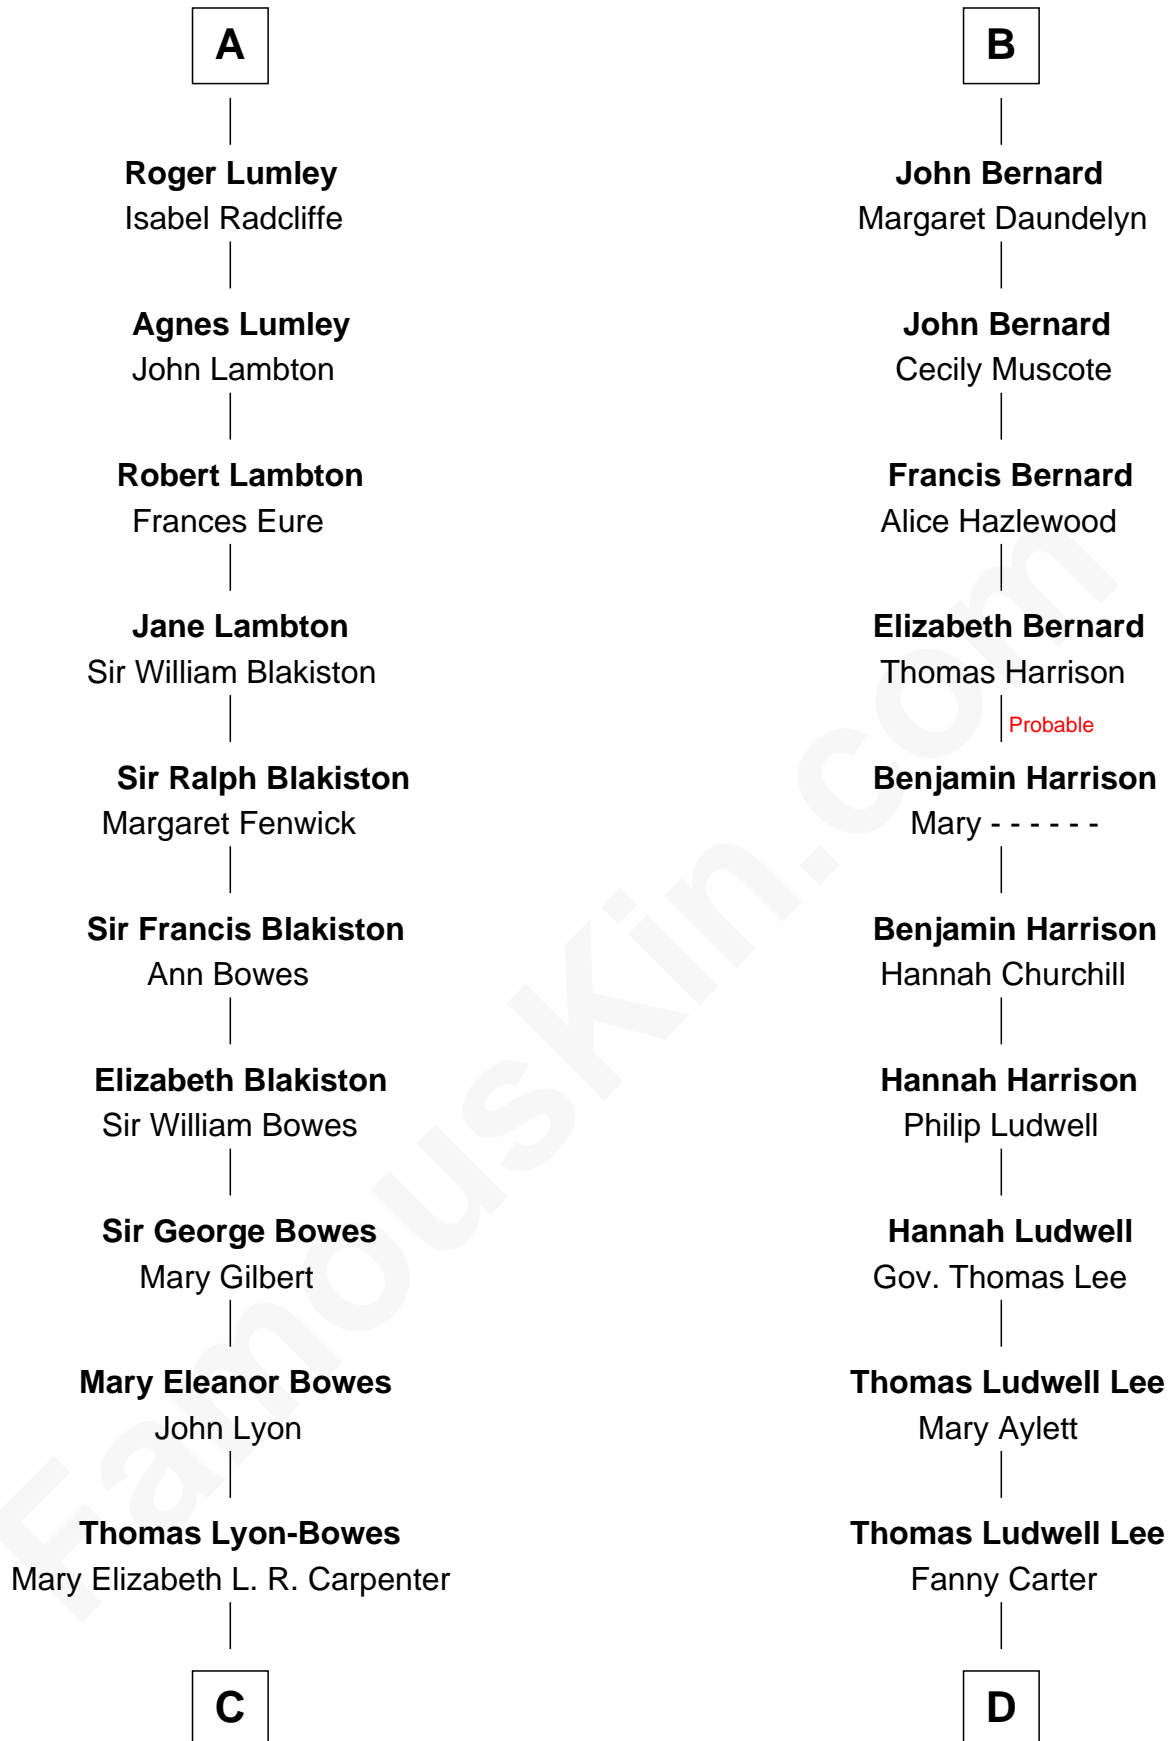 A
Roger Lumley
Isabel Radcliffe
Agnes Lumley
John Lambton
Robert Lambton
Frances Eure
Jane Lambton
Sir William Blakiston
Sir Ralph Blakiston
Margaret Fenwick
Sir Francis Blakiston
Ann Bowes
Elizabeth Blakiston
Sir William Bowes
Sir George Bowes
Mary Gilbert
Mary Eleanor Bowes
John Lyon
Thomas Lyon-Bowes
Mary Elizabeth L. R. Carpenter
C
B
John Bernard
Margaret Daundelyn
John Bernard
Cecily Muscote
Francis Bernard
Alice Hazlewood
Elizabeth Bernard
Thomas Harrison
Probable
Benjamin Harrison
Mary - - - - - -
Benjamin Harrison
Hannah Churchill
Hannah Harrison
Philip Ludwell
Hannah Ludwell
Gov. Thomas Lee
Thomas Ludwell Lee
Mary Aylett
Thomas Ludwell Lee
Fanny Carter
D
FamousKin.com